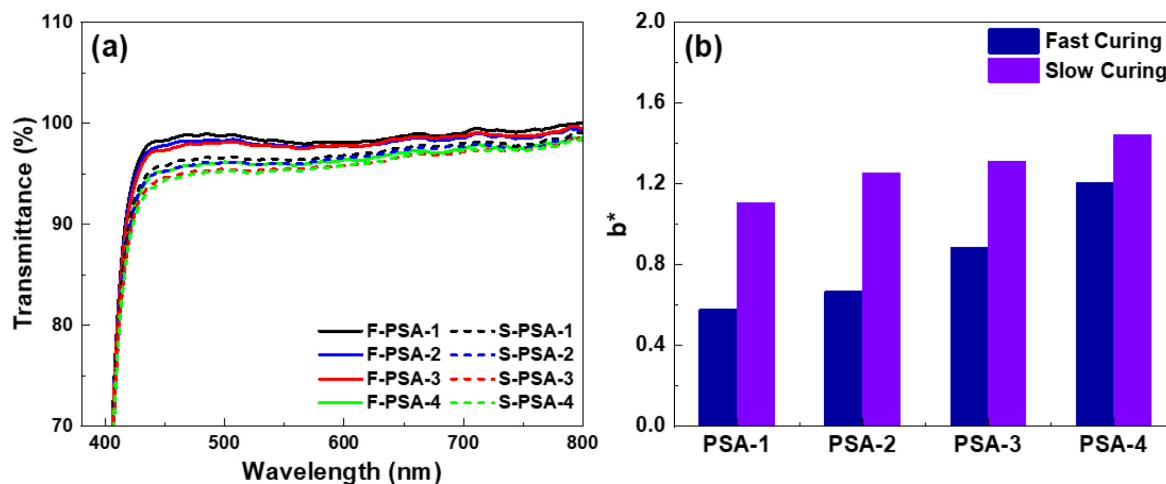 (a)
Transmittance (%)
110
100
90
80
70
F-PSA-1 S-PSA-1
F-PSA-2 S-PSA-2
F-PSA-3 S-PSA-3
F-PSA-4 S-PSA-4
400 500 600 700 800
Wavelength (nm)
(b)
b*
2.0
1.6
1.2
0.8
0.4
0.0
Fast Curing
Slow Curing
PSA-1 PSA-2 PSA-3 PSA-4